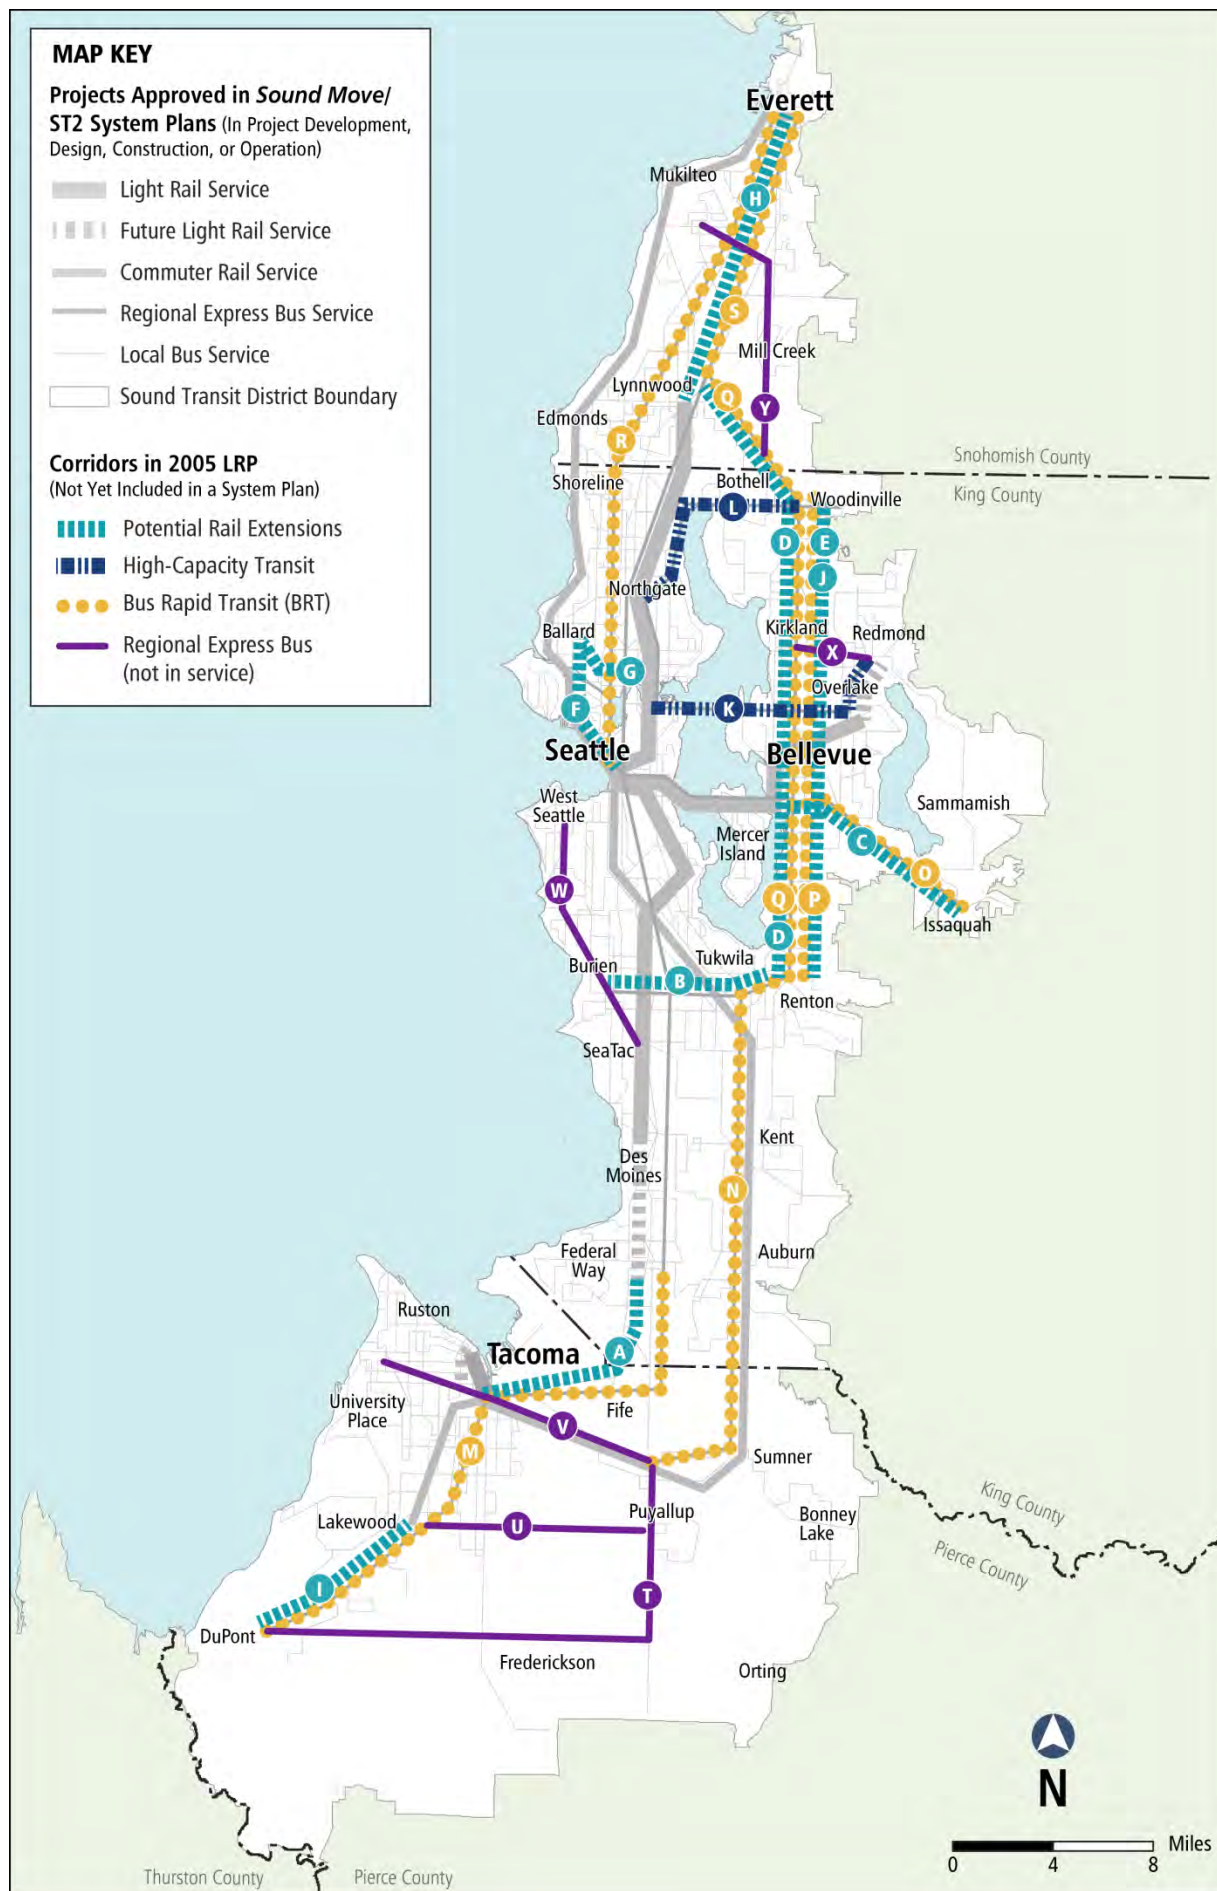 MAP KEY
Projects Approved in Sound Move/
ST2 System Plans (In Project Development,
Design, Construction, or Operation)
Light Rail Service
Future Light Rail Service
Commuter Rail Service
Regional Express Bus Service
Local Bus Service
Sound Transit District Boundary
Corridors in 2005 LRP
(Not Yet Included in a System Plan)
Potential Rail Extensions
High-Capacity Transit
Bus Rapid Transit (BRT)
Regional Express Bus
(not in service)
Everett
Mukilteo
H
S
Mill Creek
Lynnwood
Q
Y
Edmonds
R
Snohomish County
King County
Shoreline
Bothell
Woodinville
L
D
E
J
Northgate
Ballard
Kirkland
Redmond
X
G
Overlake
F
K
Seattle
Bellevue
West
Seattle
Sammamish
Mercer
Island
C
O
W
Q
P
Issaquah
D
Tukwila
Burien
B
Renton
SeaTac
Kent
Des
Moines
N
Federal
Way
Auburn
Ruston
Tacoma
A
University
Place
Fife
V
M
Sumner
King County
Pierce County
Lakewood
U
Puyallup
Bonney
Lake
I
T
DuPont
Frederickson
Orting
N
Miles
0
4
8
Thurston County
Pierce County